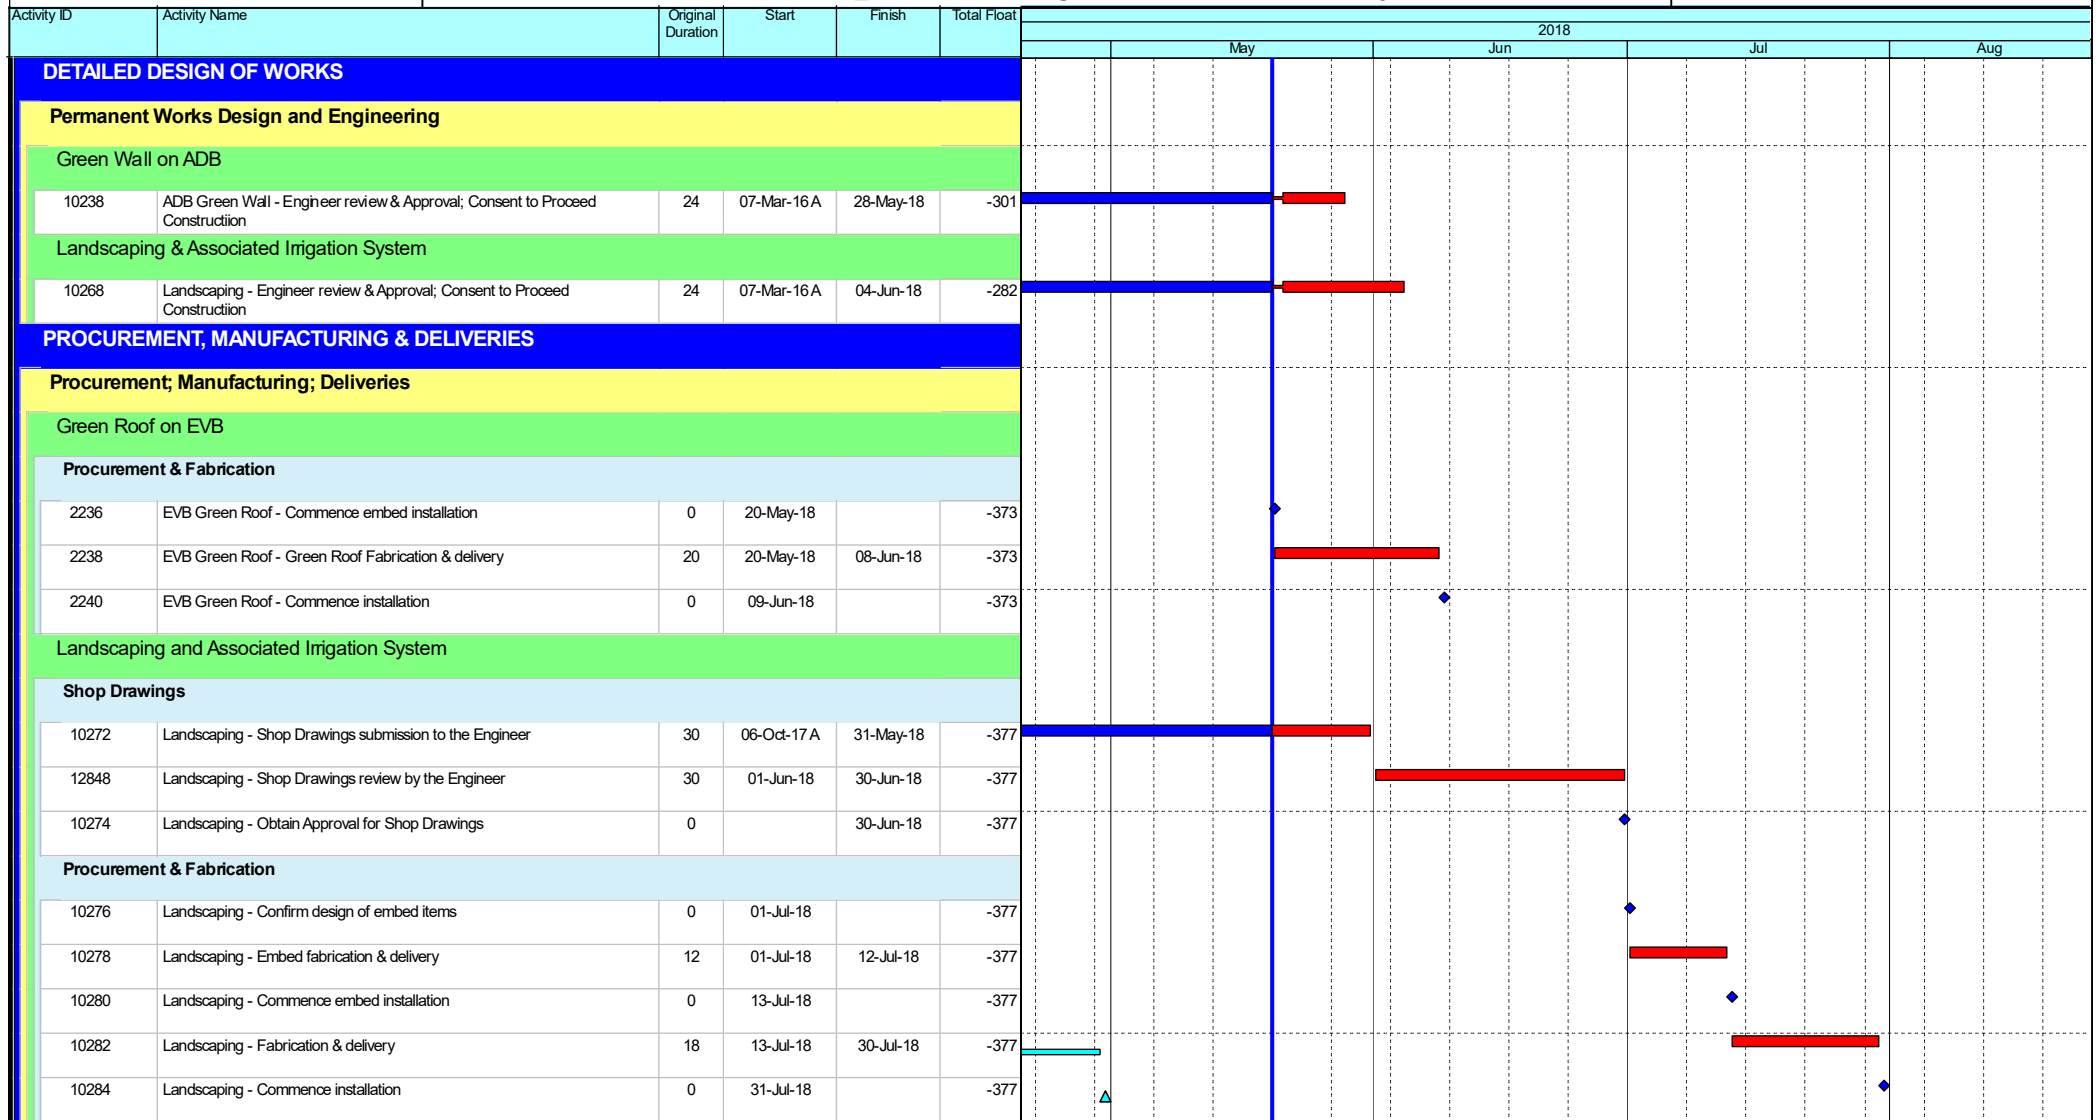 Activity ID Activity Name Original Duration Start Finish Total Float
2018
May Jun Jul Aug
DETAILED DESIGN OF WORKS
Permanent Works Design and Engineering
Green Wall on ADB
10238 ADB Green Wall - Engineer review & Approval; Consent to Proceed 24 07-Mar-16 A 28-May-18 -301
Constructiion
Landscaping & Associated Irrigation System
10268 Landscaping - Engineer review & Approval; Consent to Proceed 24 07-Mar-16 A 04-Jun-18 -282
Constructiion
PROCUREMENT, MANUFACTURING & DELIVERIES
Procurement; Manufacturing; Deliveries
Green Roof on EVB
Procurement & Fabrication
2236 EVB Green Roof - Commence embed installation 0 20-May-18 -373
2238 EVB Green Roof - Green Roof Fabrication & delivery 20 20-May-18 08-Jun-18 -373
2240 EVB Green Roof - Commence installation 0 09-Jun-18 -373
Landscaping and Associated Irrigation System
Shop Drawings
10272 Landscaping - Shop Drawings submission to the Engineer 30 06-Oct-17 A 31-May-18 -377
12848 Landscaping - Shop Drawings review by the Engineer 30 01-Jun-18 30-Jun-18 -377
10274 Landscaping - Obtain Approval for Shop Drawings 0 30-Jun-18 -377
Procurement & Fabrication
10276 Landscaping - Confirm design of embed items 0 01-Jul-18 -377
10278 Landscaping - Embed fabrication & delivery 12 01-Jul-18 12-Jul-18 -377
10280 Landscaping - Commence embed installation 0 13-Jul-18 -377
10282 Landscaping - Fabrication & delivery 18 13-Jul-18 30-Jul-18 -377
10284 Landscaping - Commence installation 0 31-Jul-18 -377